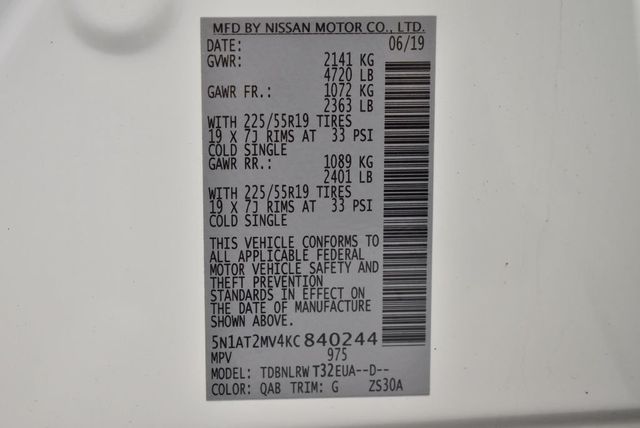 MFD BY NISSAN MOTOR CO., LTD.
DATE: 06/19
GVWR: 2141 KG
4720 LB
GAWR FR.: 1072 KG
2363 LB
WITH 225/55R19 TIRES
19 X 7J RIMS AT 33 PSI
COLD SINGLE
GAWR RR.: 1089 KG
2401 LB
WITH 225/55R19 TIRES
19 X 7J RIMS AT 33 PSI
COLD SINGLE
THIS VEHICLE CONFORMS TO
ALL APPLICABLE FEDERAL
MOTOR VEHICLE SAFETY AND
THEFT PREVENTION
STANDARDS IN EFFECT ON
THE DATE OF MANUFACTURE
SHOWN ABOVE.
5N1AT2MV4KC840244
MPV 975
MODEL: TDBNLRW T32EUA--D--
COLOR: QAB TRIM: G ZS30A